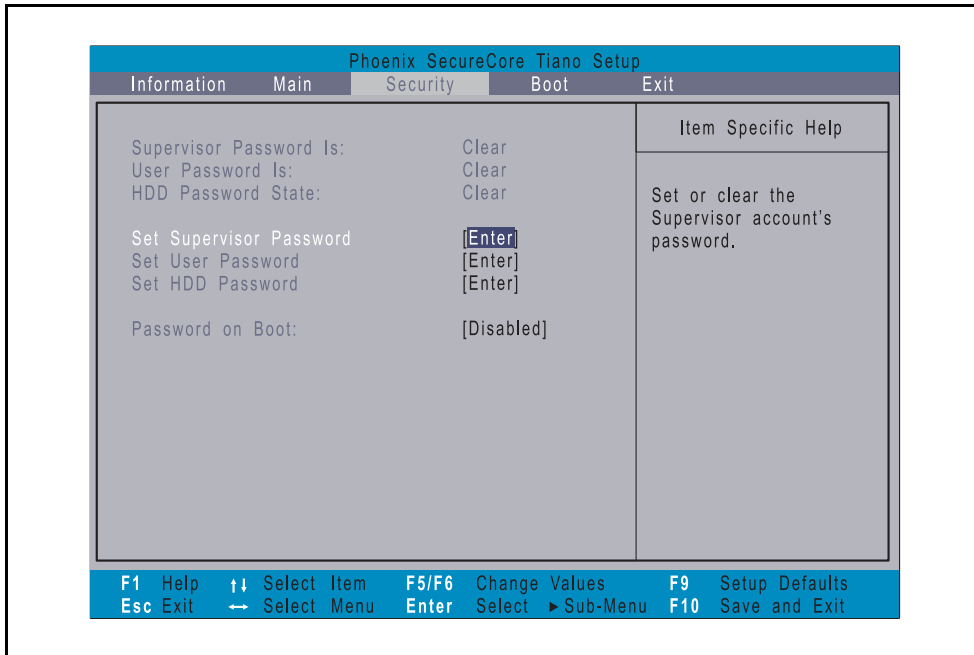 Phoenix SecureCore Tiano Setup
Information Main Security Boot Exit
Supervisor Password Is: Clear
User Password Is: Clear
HDD Password State: Clear
Set Supervisor Password [Enter]
Set User Password [Enter]
Set HDD Password [Enter]
Password on Boot: [Disabled]
Item Specific Help
Set or clear the
Supervisor account's
password.
F1 Help ↑↓ Select Item F5/F6 Change Values F9 Setup Defaults
Esc Exit ↔ Select Menu Enter Select ►Sub-Menu F10 Save and Exit